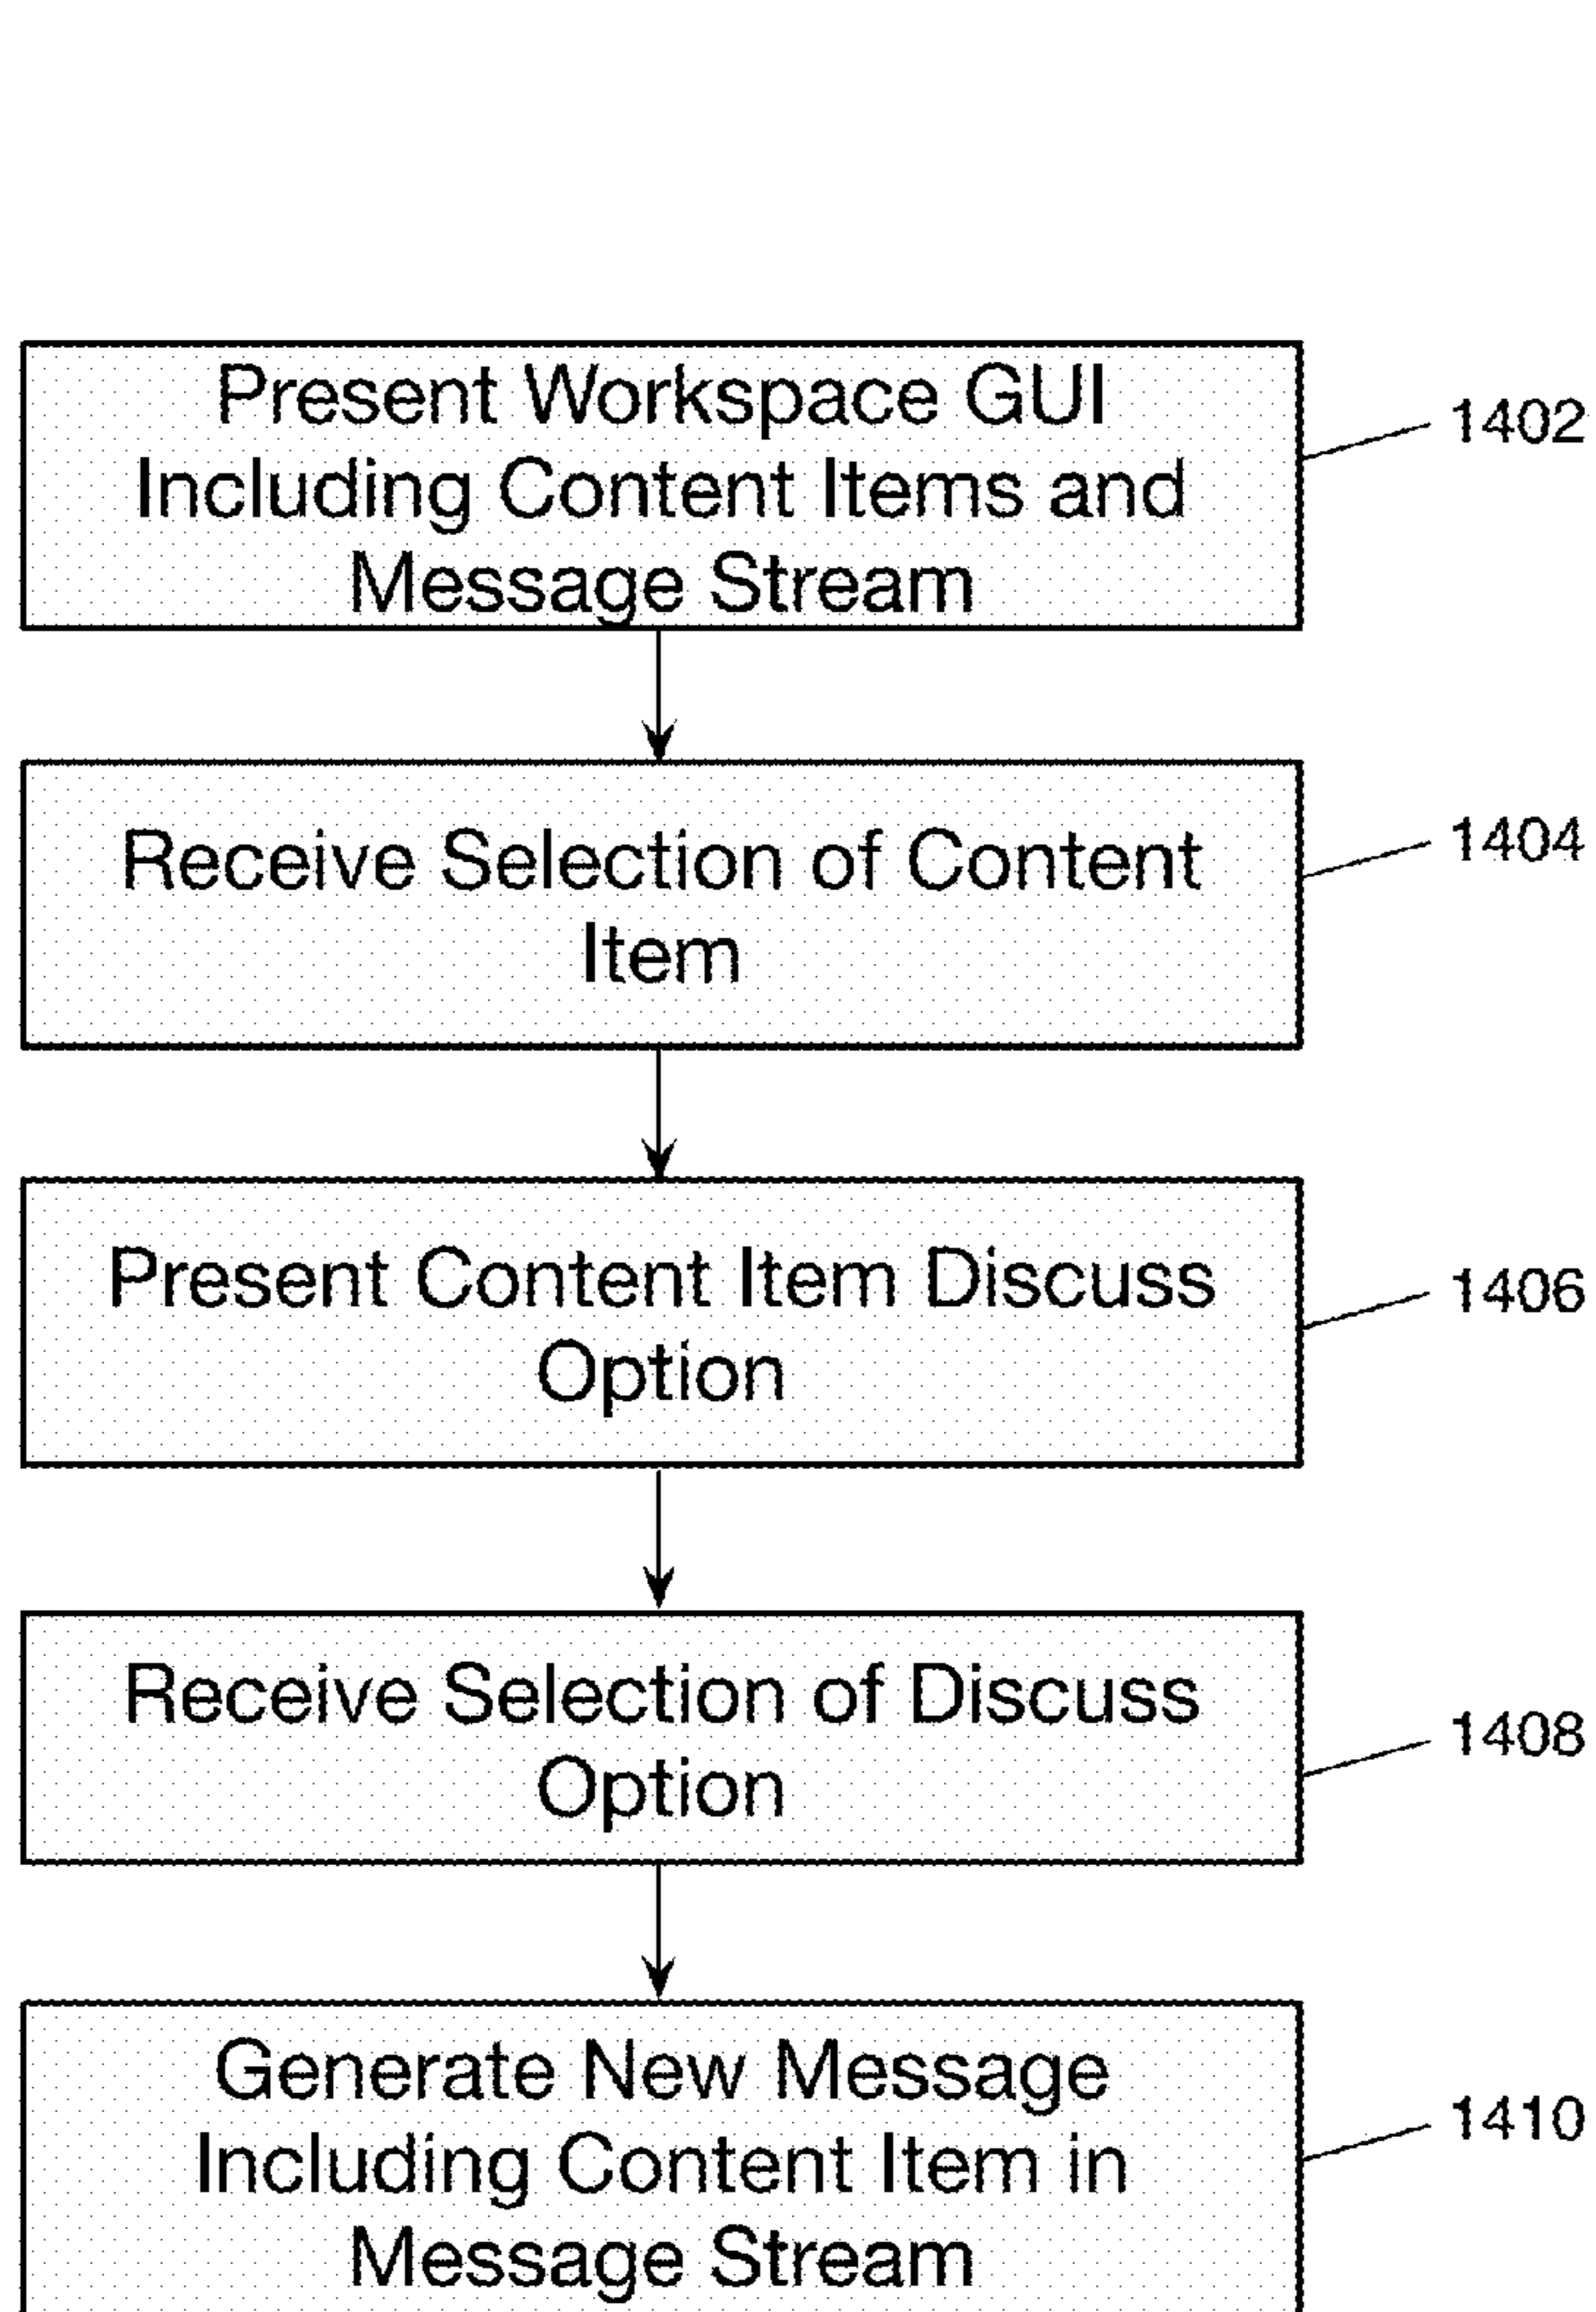 Present Workspace GUI
Including Content Items and
Message Stream
1402
Receive Selection of Content
Item
1404
Present Content Item Discuss
Option
1406
Receive Selection of Discuss
Option
1408
Generate New Message
Including Content Item in
Message Stream
1410